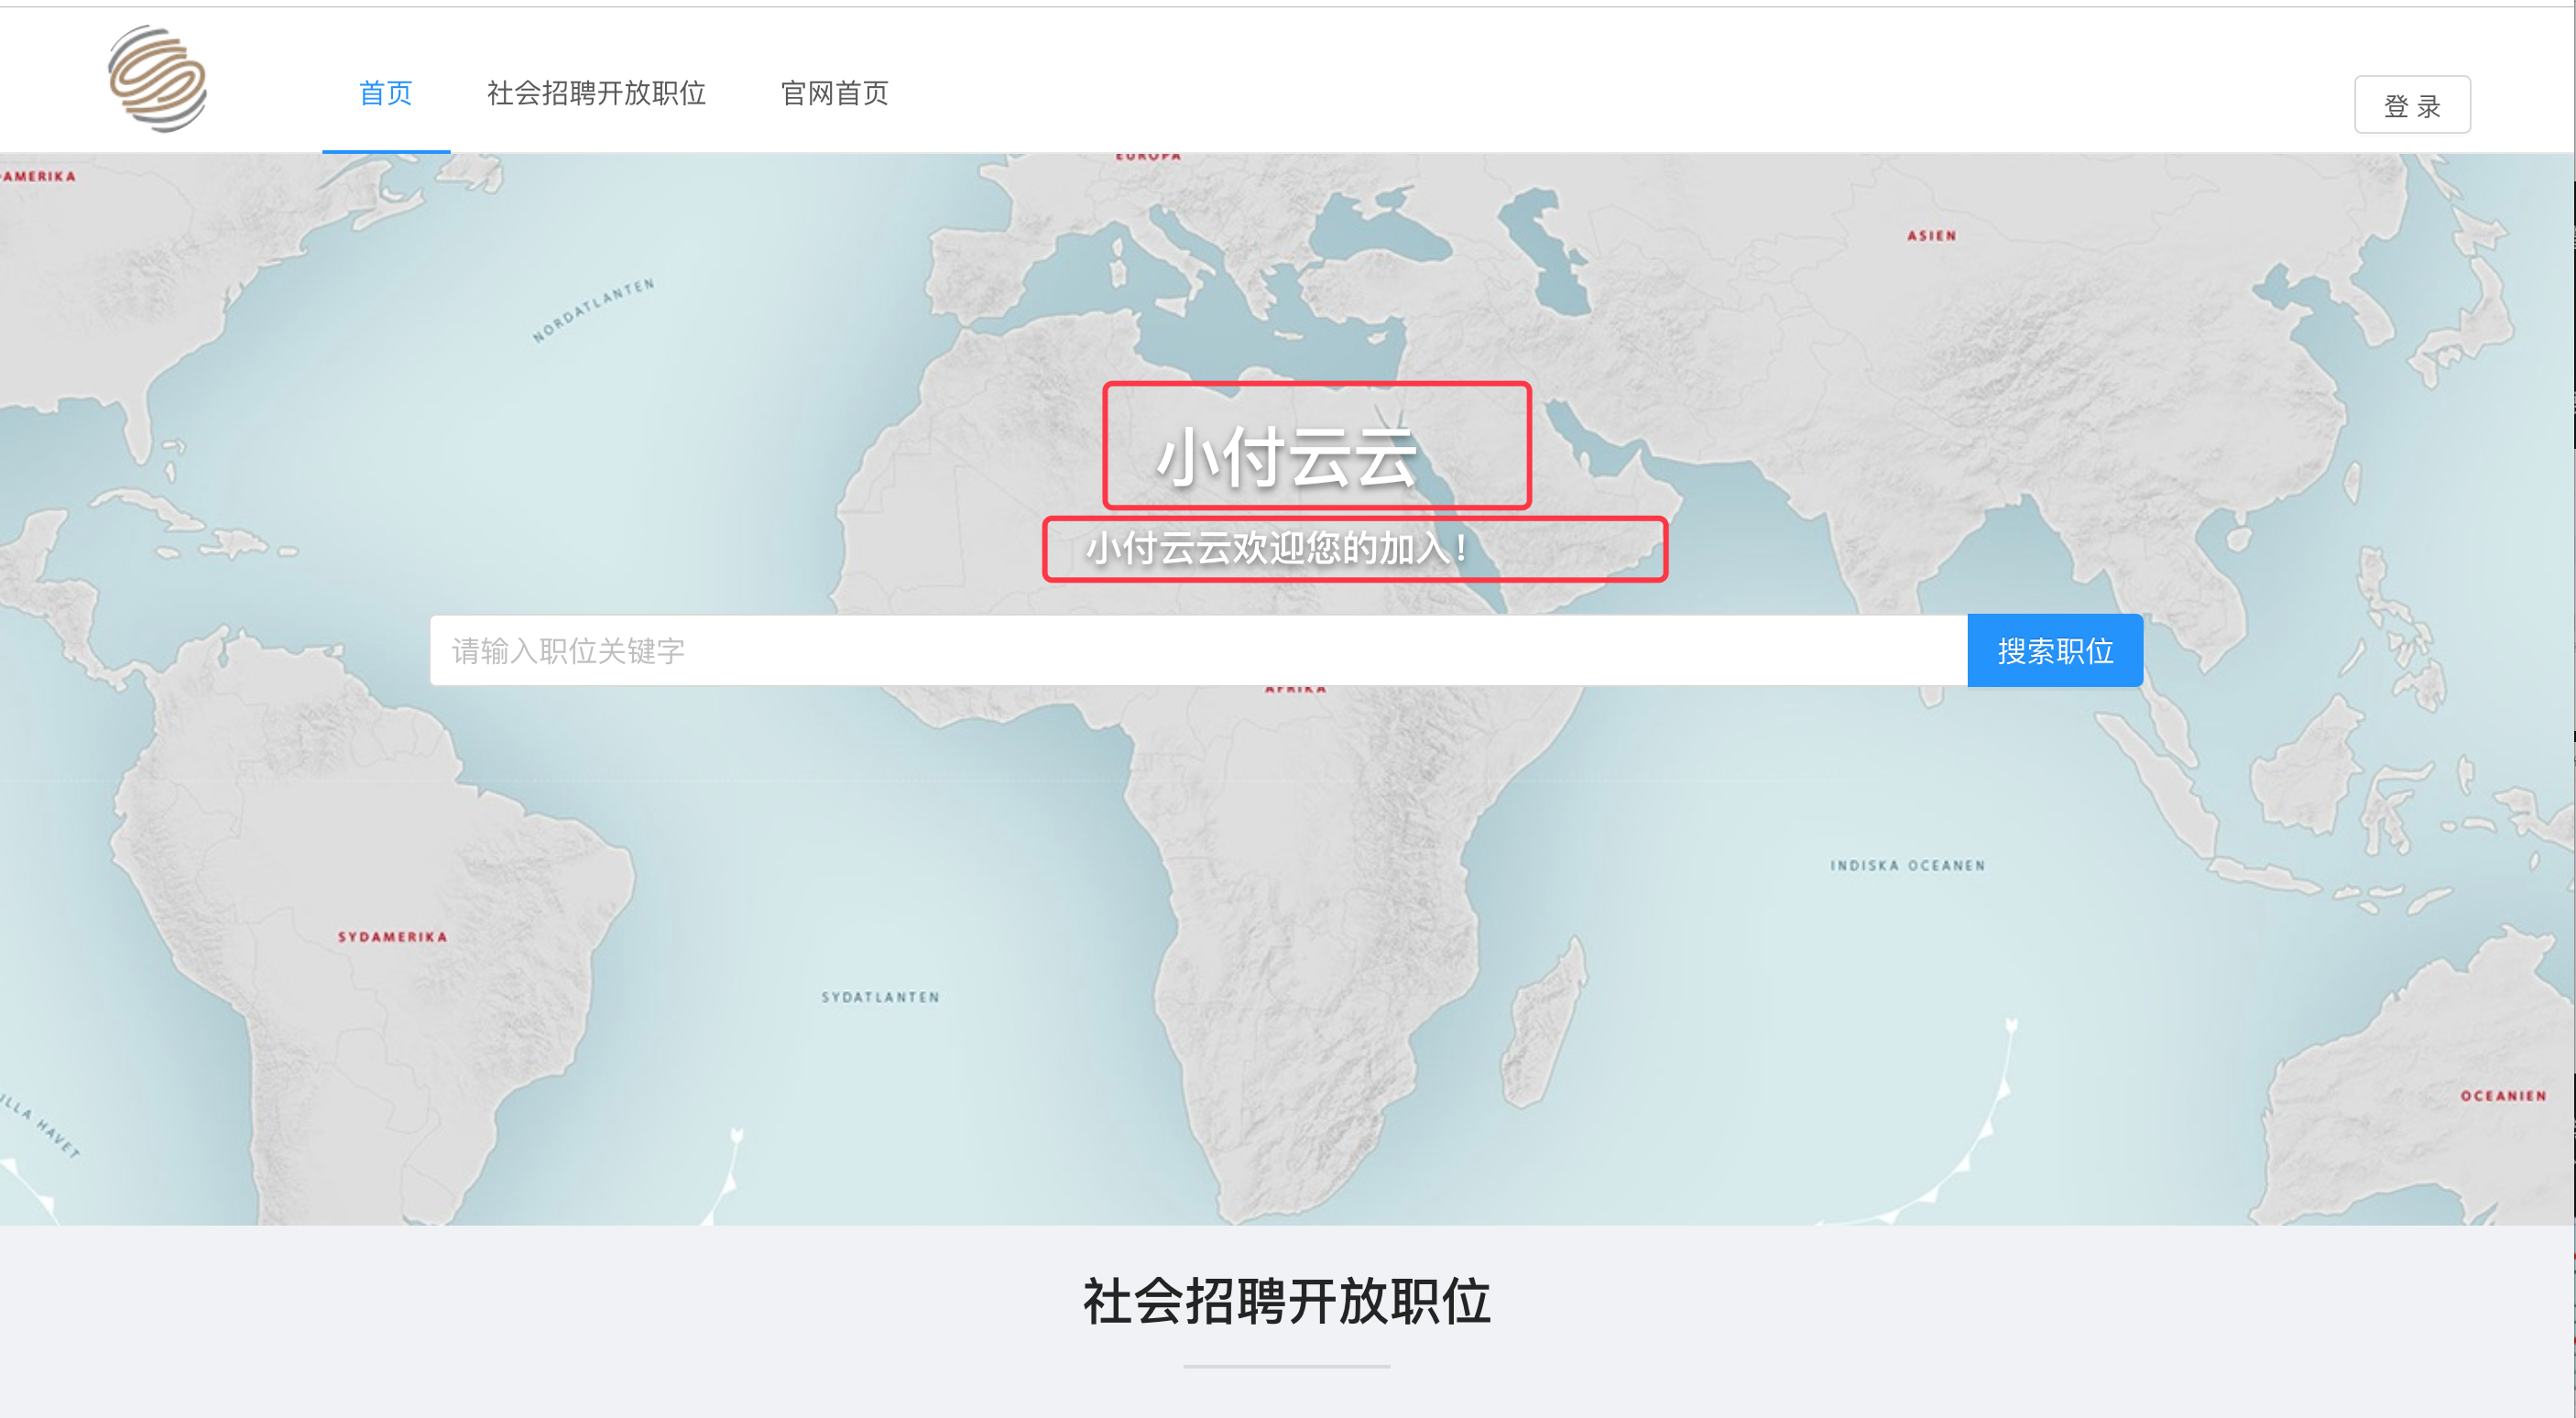 首页 社会招聘开放职位 官网首页
登 录
AMERIKA
EUROPA
ASIEN
NORDATLANTEN
小付云云
小付云云欢迎您的加入！
请输入职位关键字
搜索职位
AFRIKA
INDISKA OCEANEN
SYDAMERIKA
SYDATLANTEN
OCEANIEN
ILLA HAVET
社会招聘开放职位